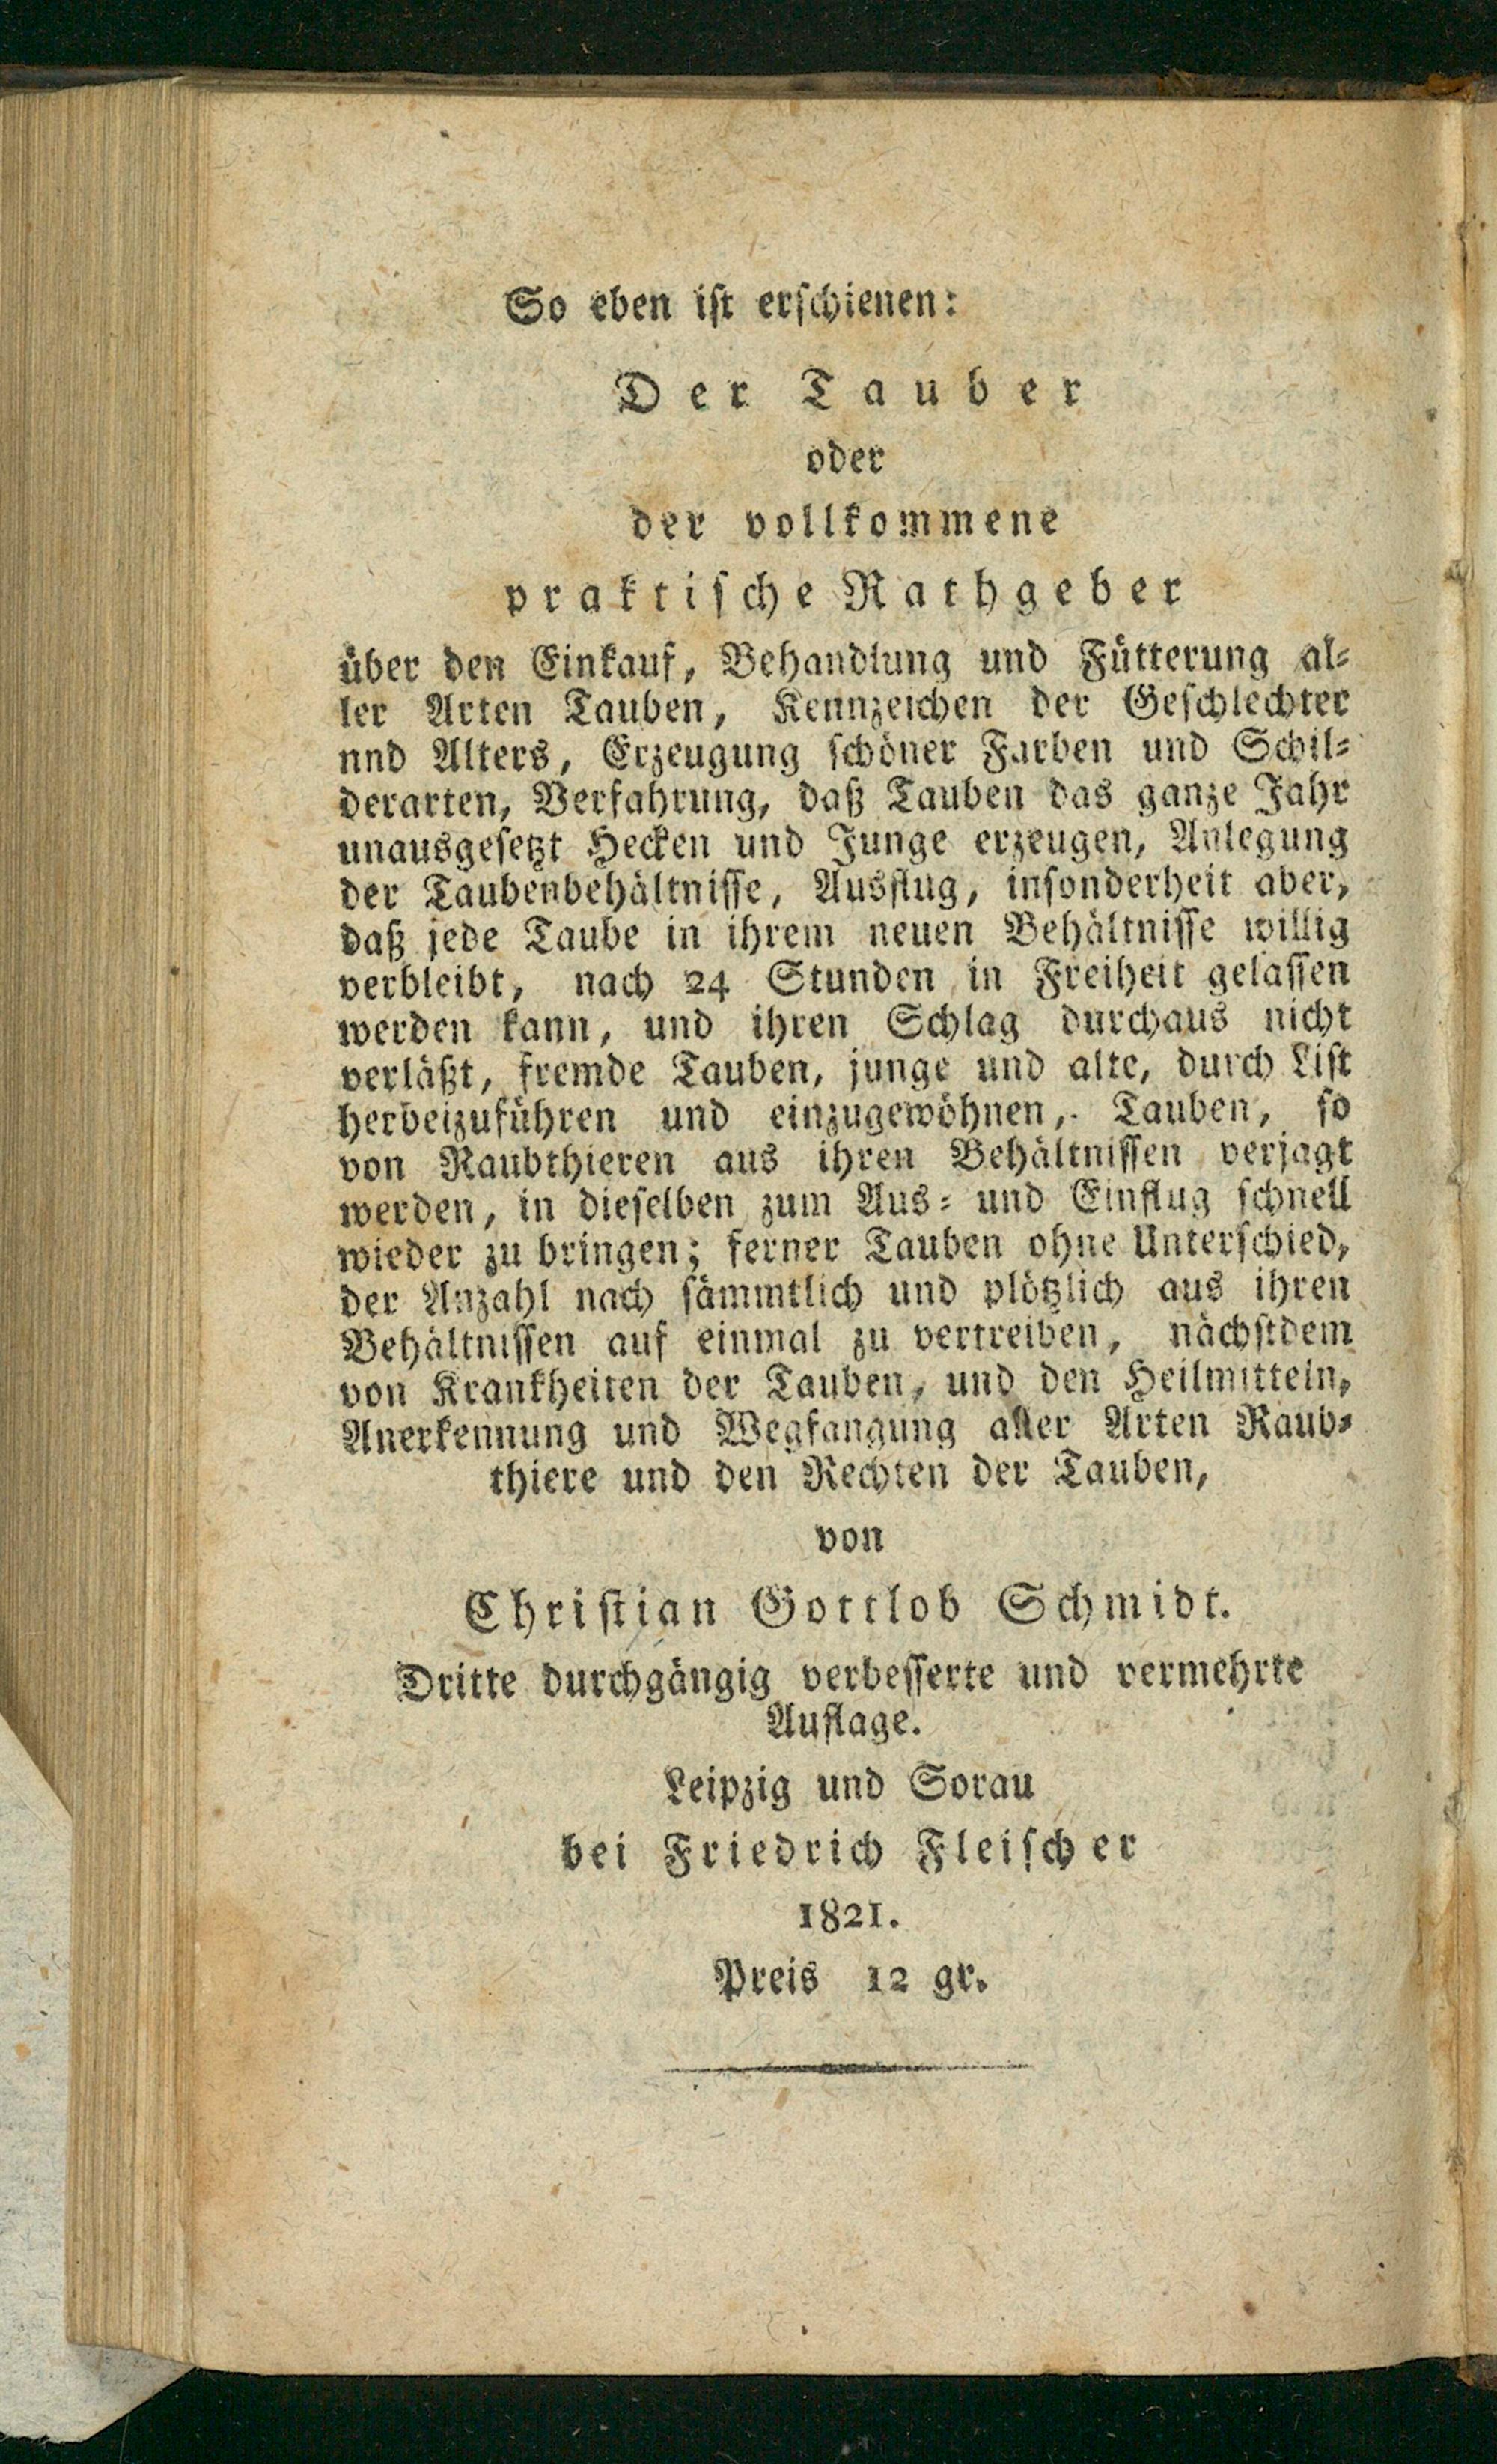 So eben ist erschienen:
Der Tauber
oder
der vollkommene
praktische Rathgeber
über den Einkauf, Behandlung und Fütterung al-
ler Arten Tauben, Kennzeichen der Geschlechter
nnd Alters, Erzeugung schöner Farben und Schil-
derarten, Verfahrung, daß Tauben das ganze Jahr
unausgesetzt Hecken und Junge erzeugen, Anlegung
der Taubenbehältnisse, Ausflug, insonderheit aber,
daß jede Taube in ihrem neuen Behältnisse willig
verbleibt, nach 24 Stunden in Freiheit gelassen
werden kann, und ihren Schlag durchaus nicht
verläßt, fremde Tauben, junge und alte, durch List
herbeizuführen und einzugewöhnen, Tauben, so
von Raubthieren aus ihren Behältnissen verjagt
werden, in dieselben zum Aus- und Einflug schnell
wieder zu bringen; ferner Tauben ohne Unterschied,
der Anzahl nach sämmtlich und plötzlich aus ihren
Behältnissen auf einmal zu vertreiben, nächstdem
von Krankheiten der Tauben, und den Heilmitteln,
Anerkennung und Wegfangung aller Arten Raub-
thiere und den Rechten der Tauben,
von
Christian Gottlob Schmidt.
Dritte durchgängig verbesserte und vermehrte
Auflage.
Leipzig und Sorau
bei Friedrich Fleischer
1821.
Preis 12 gr.